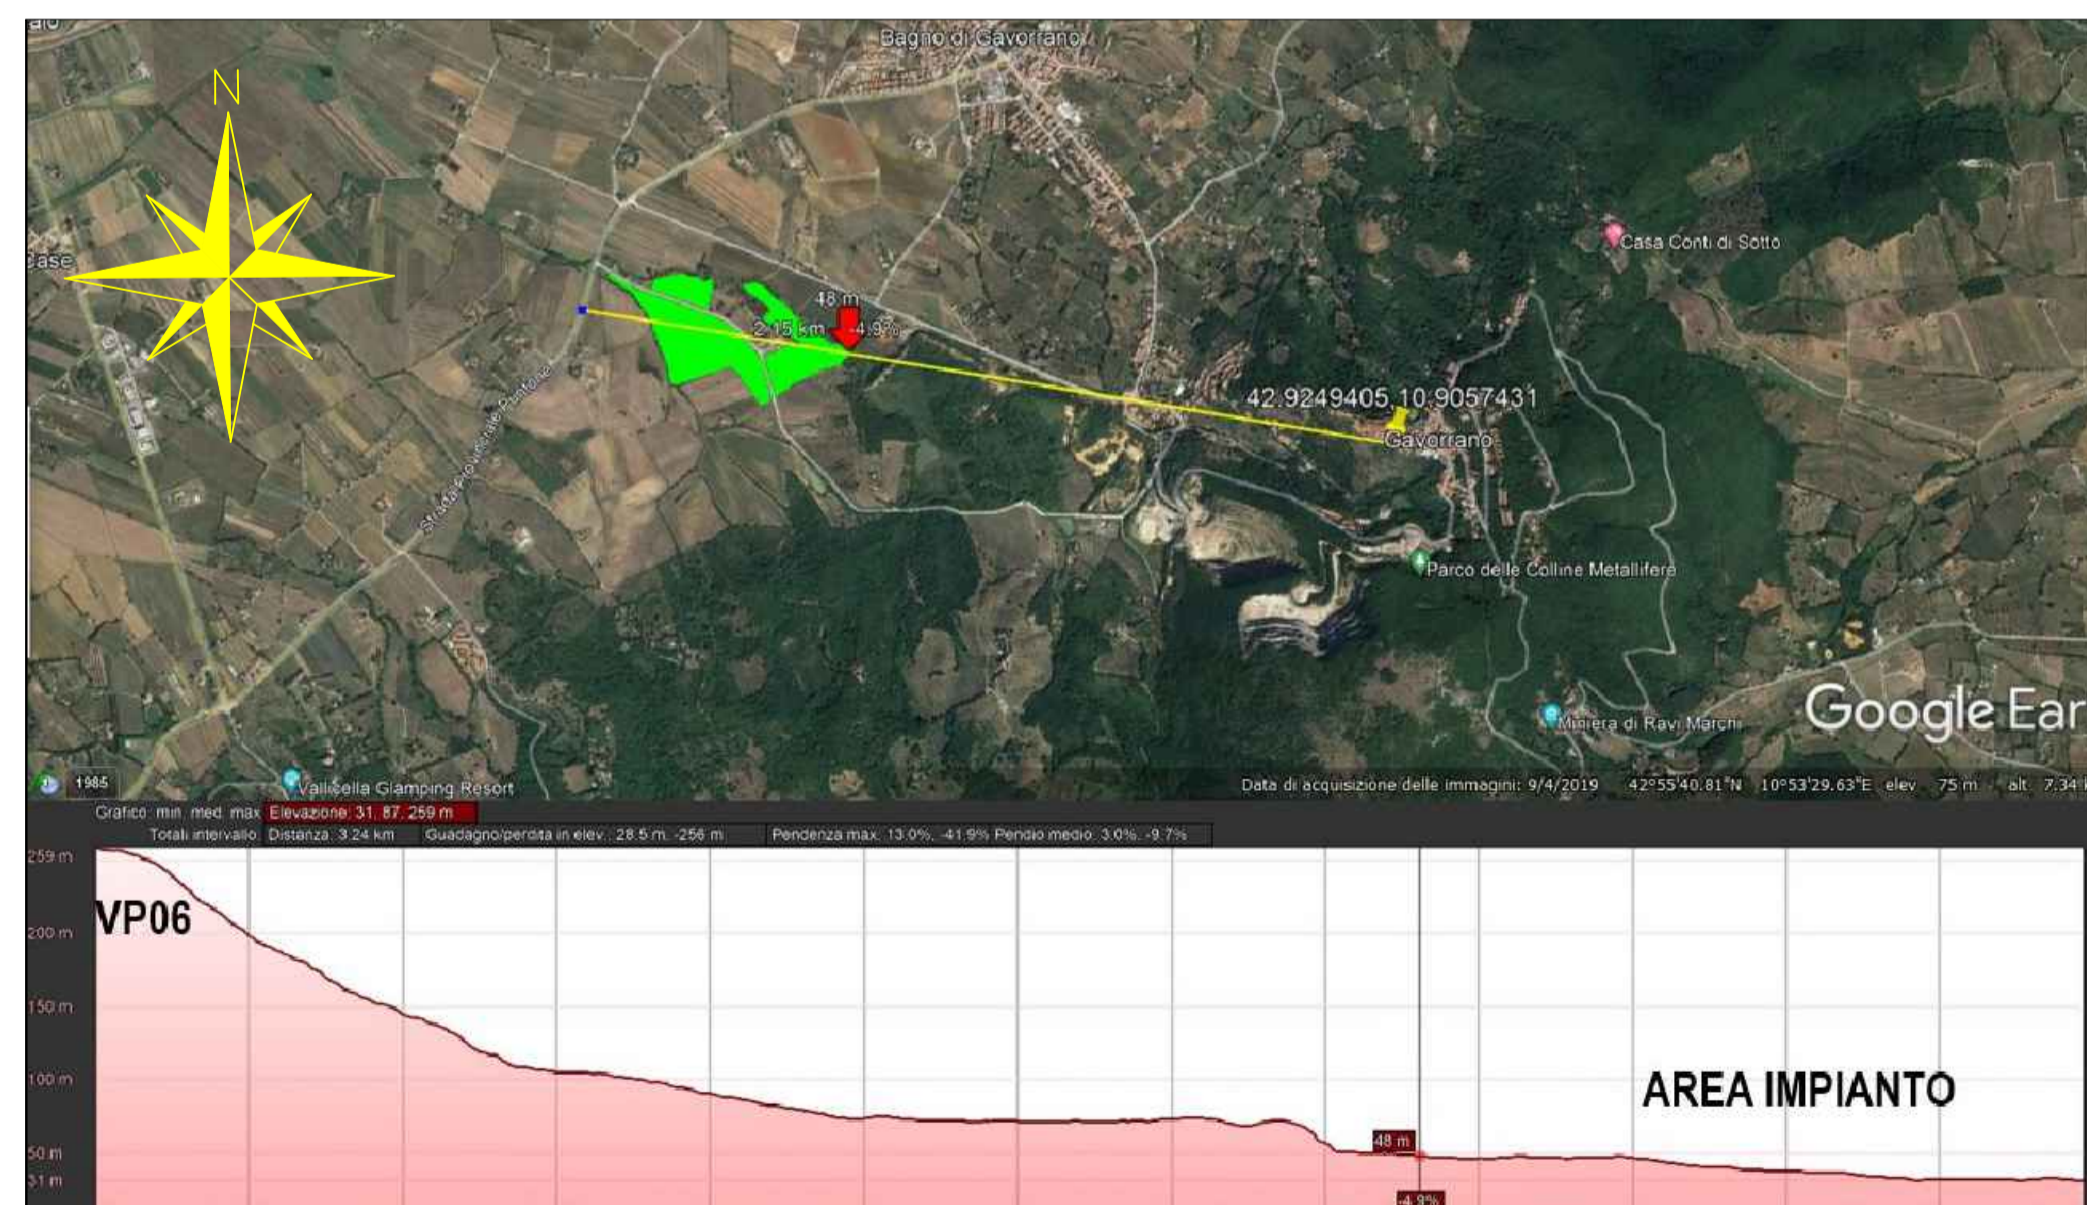 N
Bagno di Gavorrano
Casa Conti di Sotto
48 m
2.15 km -4.9%
42.9249405,10.9057431
Gavorrano
Strada Provinciale Puntone
Parco delle Colline Metallifere
Miniera di Ravi Marchi
Google Ear
1985
Vallicella Glamping Resort
Data di acquisizione delle immagini: 9/4/2019 42°55'40.81"N 10°53'29.63"E elev 75 m alt 7.34
Grafico: min. med. max Elevazione: 31, 87, 259 m
Totali intervallo: Distanza: 3.24 km Guadagno/perdita in elev.: 28.5 m, -256 m Pendenza max: 13.0%, -41.9% Pendio medio: 3.0%, -9.7%
259 m
VP06
200 m
150 m
100 m
AREA IMPIANTO
50 m
48 m
31 m
-4.9%